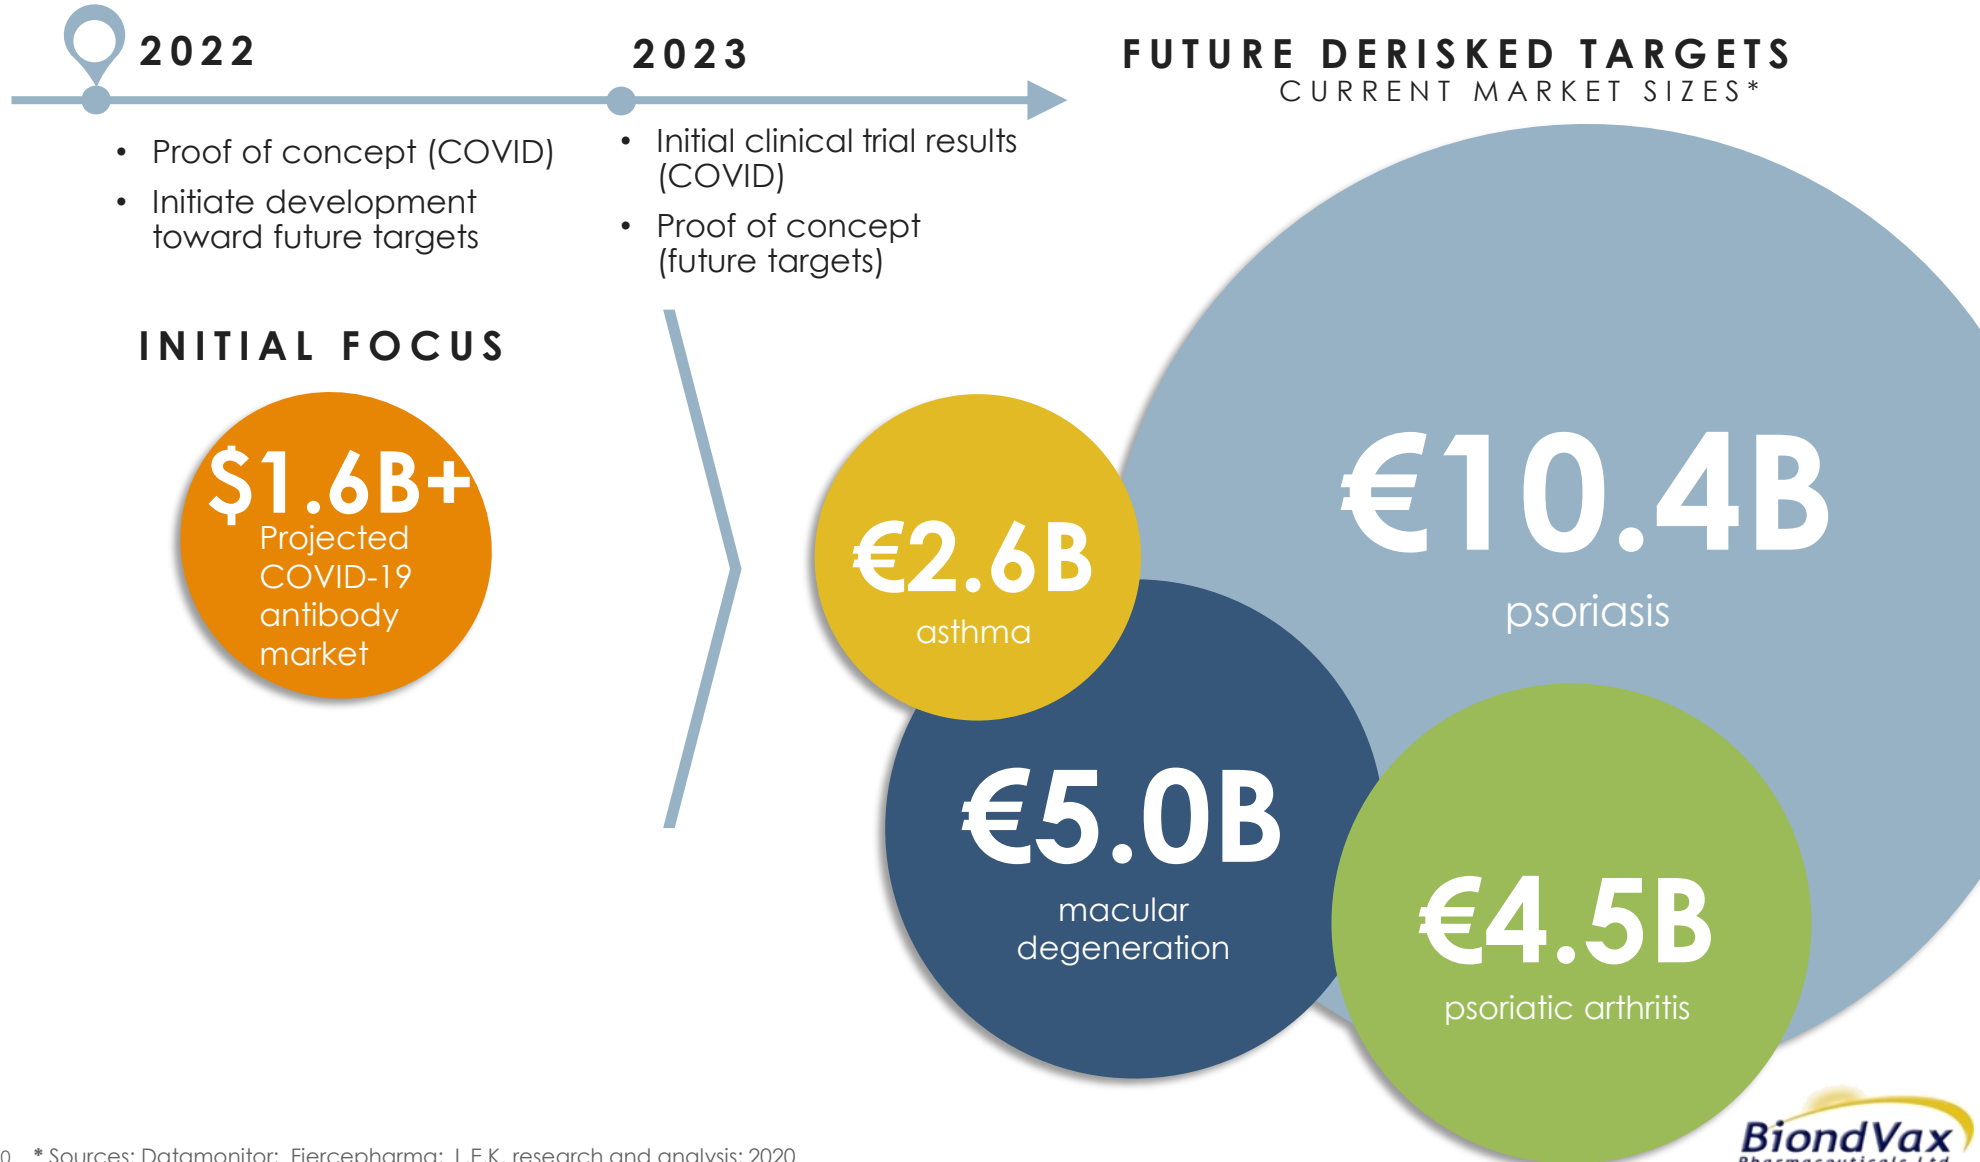 2022
• Proof of concept (COVID)
• Initiate development
toward future targets
2023
• Initial clinical trial results
(COVID)
• Proof of concept
(future targets)
FUTURE DERISKED TARGETS
CURRENT MARKET SIZES*
INITIAL FOCUS
$1.6B+
Projected
COVID-19
antibody
market
€2.6B
asthma
€10.4B
psoriasis
€5.0B
macular
degeneration
€4.5B
psoriatic arthritis
0 * Sources: Datamonitor; Fiercepharma; L.E.K. research and analysis; 2020
BiondVax
Pharmaceuticals Ltd